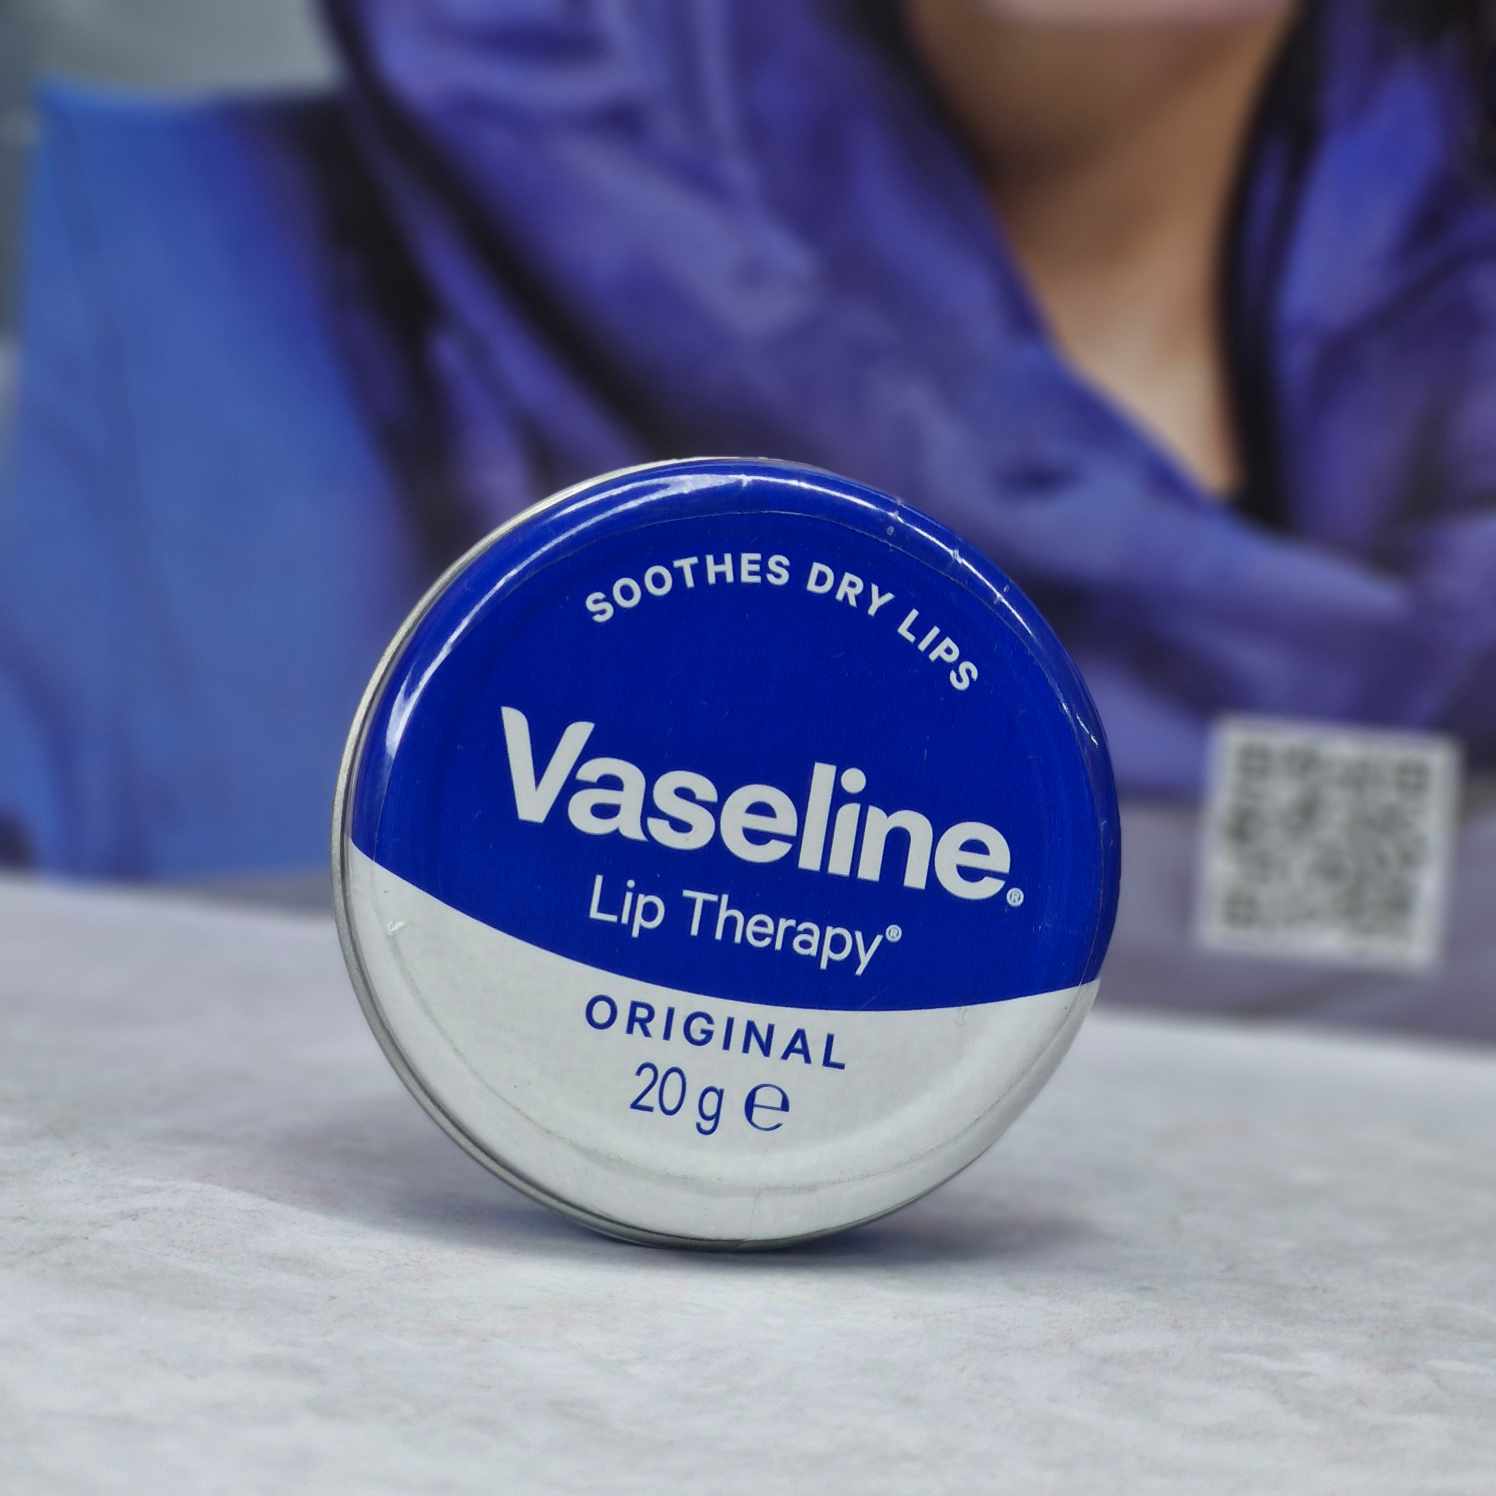 SOOTHES DRY LIPS
Vaseline®
Lip Therapy®
ORIGINAL
20 g ℮